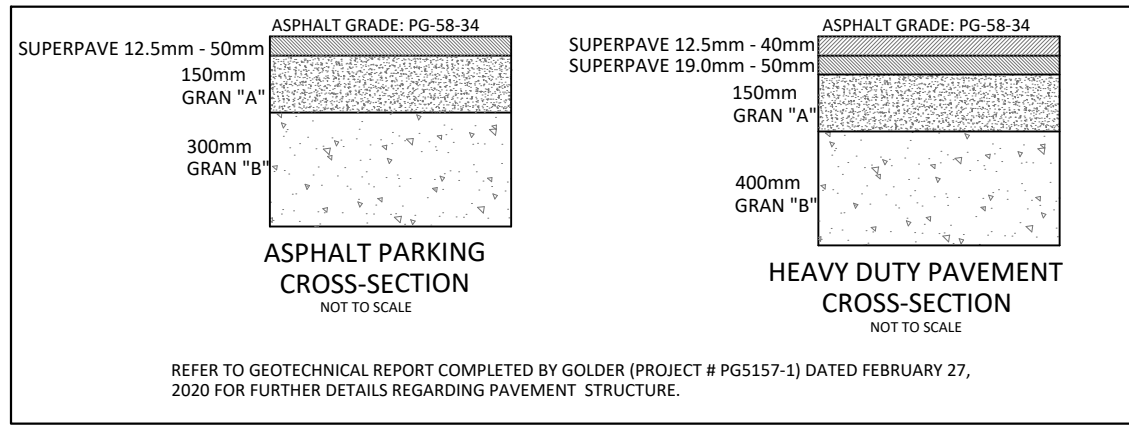 ASPHALT GRADE: PG-58-34
SUPERPAVE 12.5mm - 50mm
150mm
GRAN "A"
300mm
GRAN "B"
ASPHALT PARKING
CROSS-SECTION
NOT TO SCALE
ASPHALT GRADE: PG-58-34
SUPERPAVE 12.5mm - 40mm
SUPERPAVE 19.0mm - 50mm
150mm
GRAN "A"
400mm
GRAN "B"
HEAVY DUTY PAVEMENT
CROSS-SECTION
NOT TO SCALE
REFER TO GEOTECHNICAL REPORT COMPLETED BY GOLDER (PROJECT # PG5157-1) DATED FEBRUARY 27,
2020 FOR FURTHER DETAILS REGARDING PAVEMENT STRUCTURE.